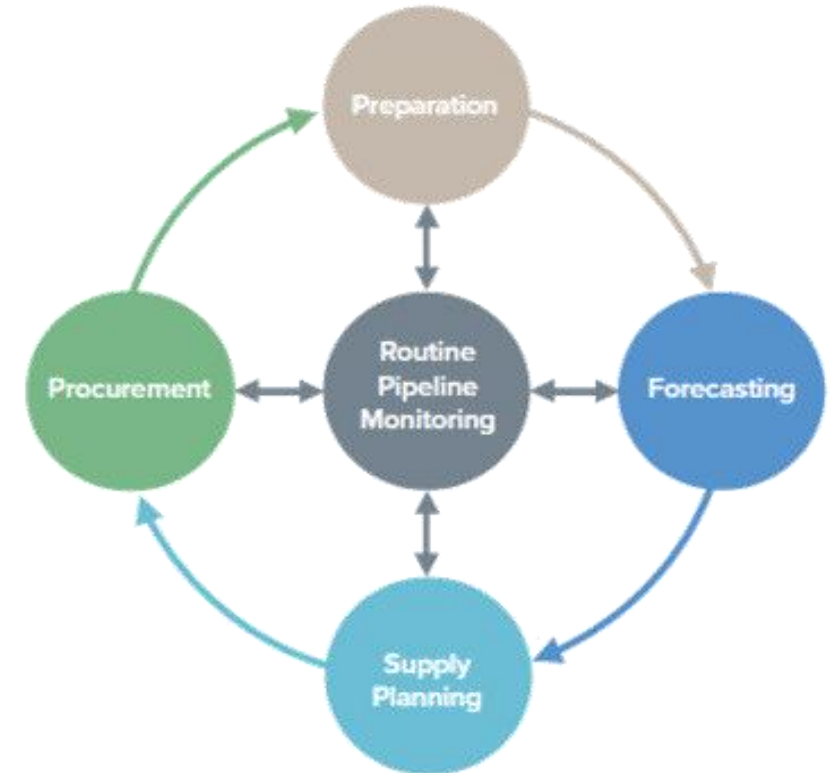 Preparation
Procurement
Routine
Pipeline
Monitoring
Forecasting
Supply
Planning